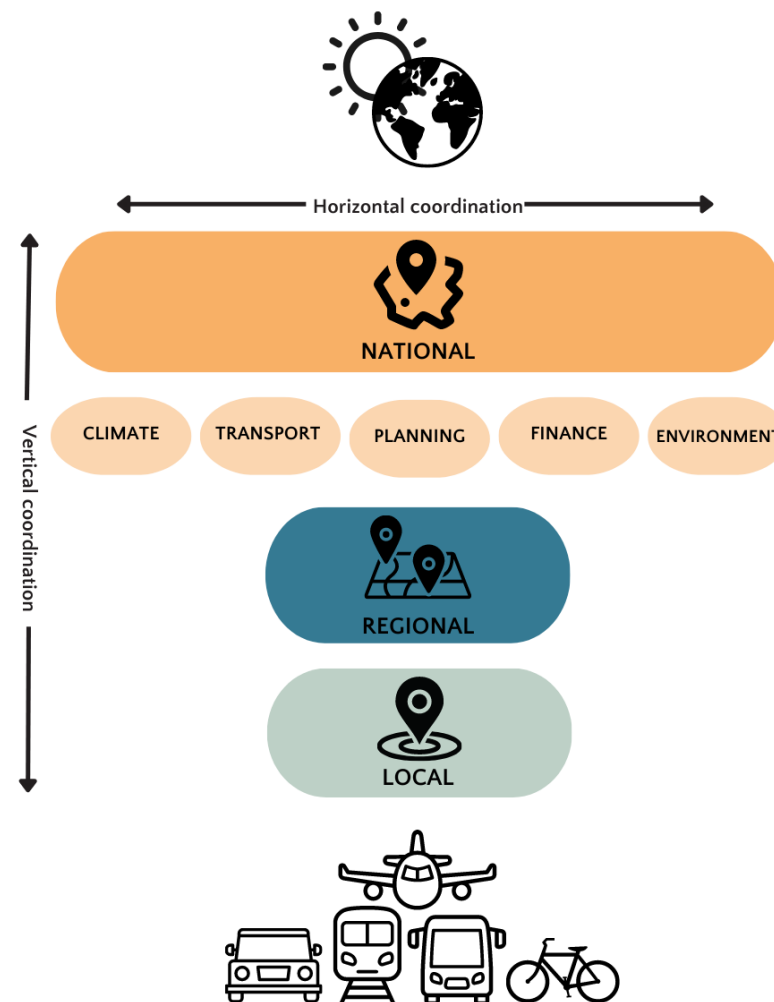 Horizontal coordination
NATIONAL
CLIMATE TRANSPORT PLANNING FINANCE ENVIRONMENT
Vertical coordination
REGIONAL
LOCAL